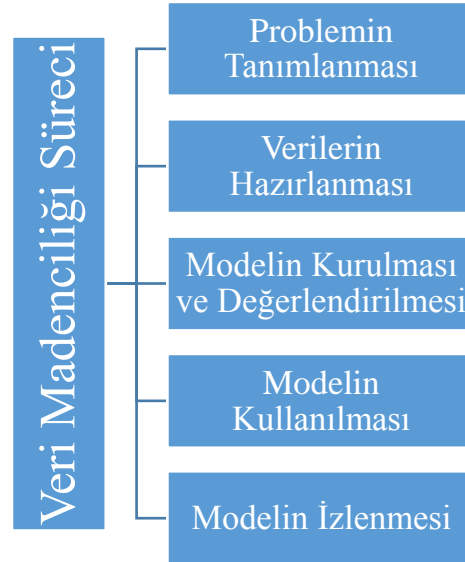 Veri Madenciliği Süreci
Problemin
Tanımlanması
Verilerin
Hazırlanması
Modelin Kurulması
ve Değerlendirilmesi
Modelin
Kullanılması
Modelin İzlenmesi